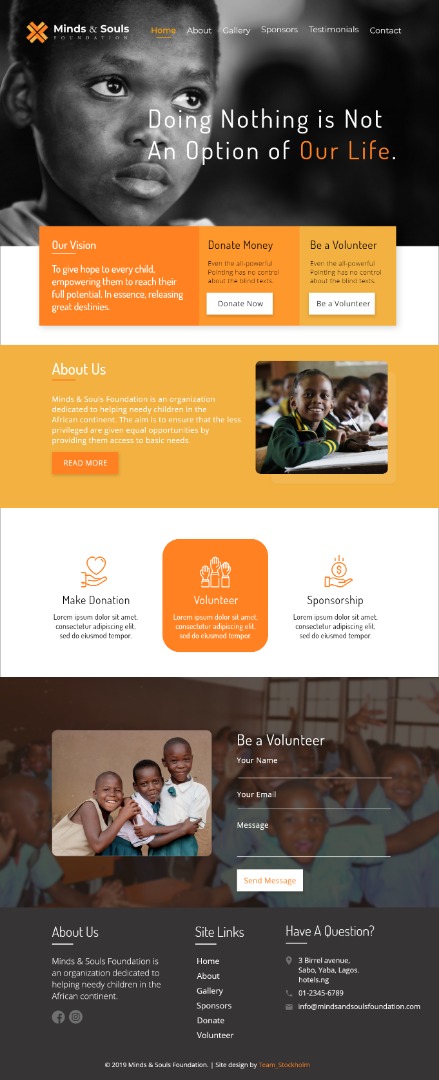 Minds & Souls
FOUNDATION
Home About Gallery Sponsors Testimonials Contact
Doing Nothing is Not
An Option of Our Life.
Our Vision
To give hope to every child,
empowering them to reach their
full potential. In essence, releasing
great destinies.
Donate Money
Even the all-powerful
Pointing has no control
about the blind texts.
Donate Now
Be a Volunteer
Even the all-powerful
Pointing has no control
about the blind texts.
Be a Volunteer
About Us
Minds & Souls Foundation is an organization
dedicated to helping needy children in the
African continent. The aim is to ensure that the less
privileged are given equal opportunities by
providing them access to basic needs.
READ MORE
Make Donation
Lorem ipsum dolor sit amet,
consectetur adipiscing elit,
sed do eiusmod tempor.
Volunteer
Lorem ipsum dolor sit amet,
consectetur adipiscing elit,
sed do eiusmod tempor.
Sponsorship
Lorem ipsum dolor sit amet,
consectetur adipiscing elit,
sed do eiusmod tempor.
Be a Volunteer
Your Name
Your Email
Message
Send Message
About Us
Minds & Souls Foundation is
an organization dedicated to
helping needy children in the
African continent.
Site Links
Home
About
Gallery
Sponsors
Donate
Volunteer
Have A Question?
3 Birrel avenue,
Sabo, Yaba, Lagos.
hotels.ng
01-2345-6789
info@mindsandsoulsfoundation.com
© 2019 Minds & Souls Foundation. | Site design by Team_Stockholm